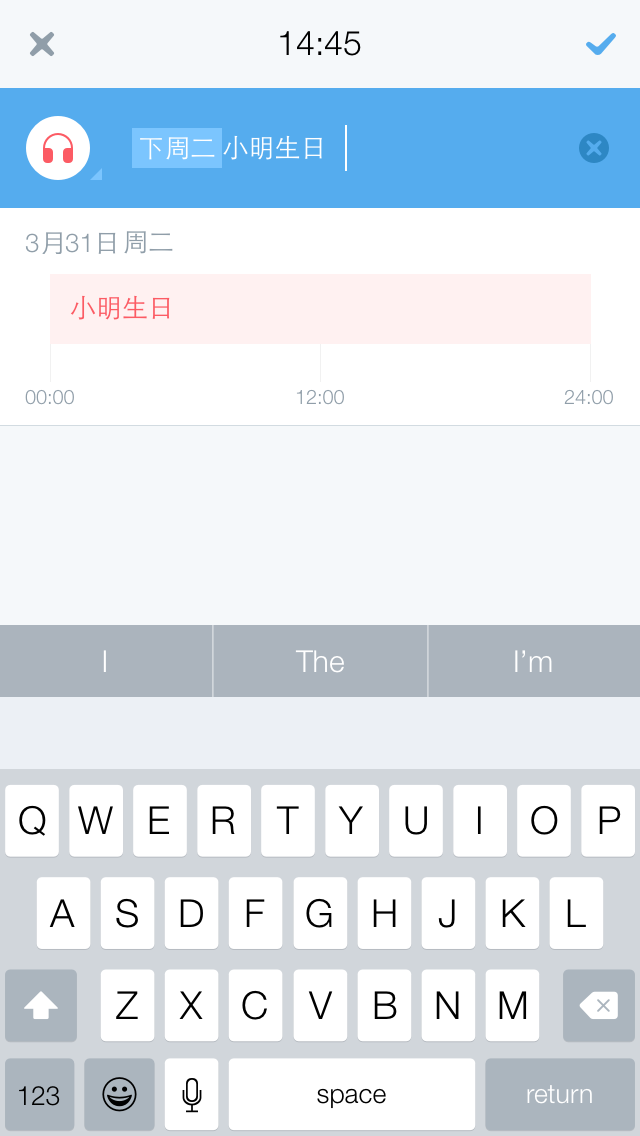 14:45
下周二小明生日
3月31日 周二
小明生日
00:00 12:00 24:00
I The I'm
Q W E R T Y U I O P
A S D F G H J K L
Z X C V B N M
123 space return